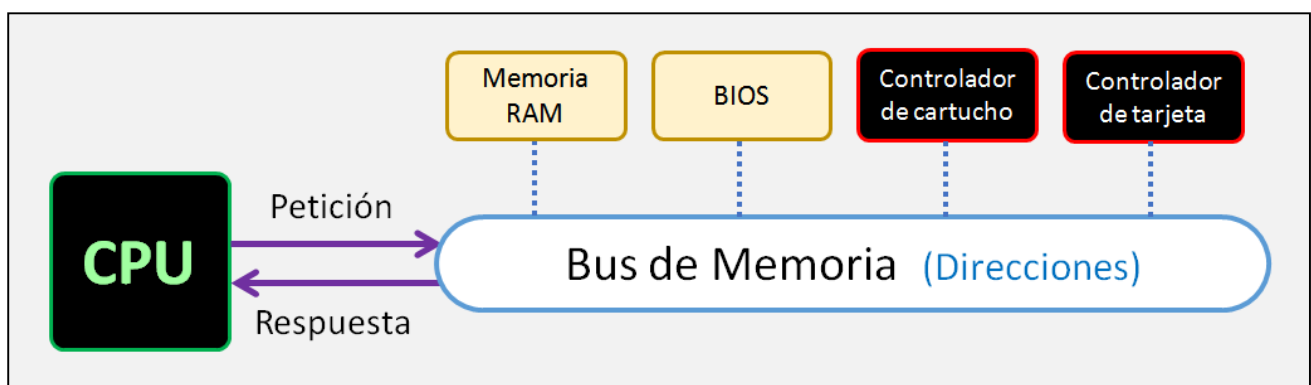 Memoria
RAM
BIOS
Controlador
de cartucho
Controlador
de tarjeta
Petición
CPU
Bus de Memoria (Direcciones)
Respuesta